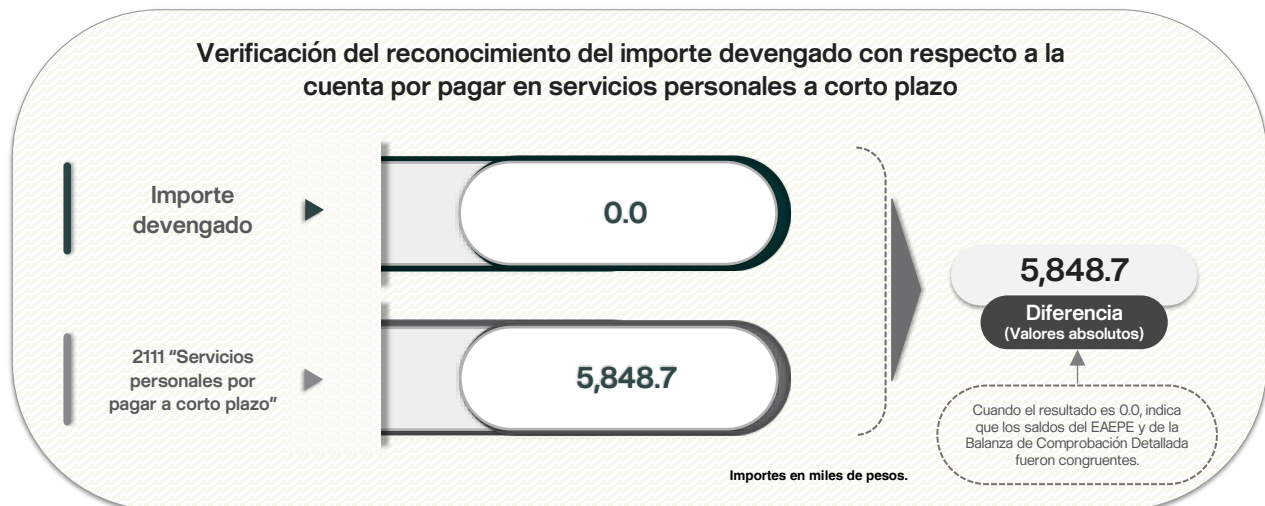 Verificación del reconocimiento del importe devengado con respecto a la
cuenta por pagar en servicios personales a corto plazo
Importe
devengado
0.0
2111 “Servicios
personales por
pagar a corto plazo”
5,848.7
5,848.7
Diferencia
(Valores absolutos)
Cuando el resultado es 0.0, indica
que los saldos del EAEPE y de la
Balanza de Comprobación Detallada
fueron congruentes.
Importes en miles de pesos.